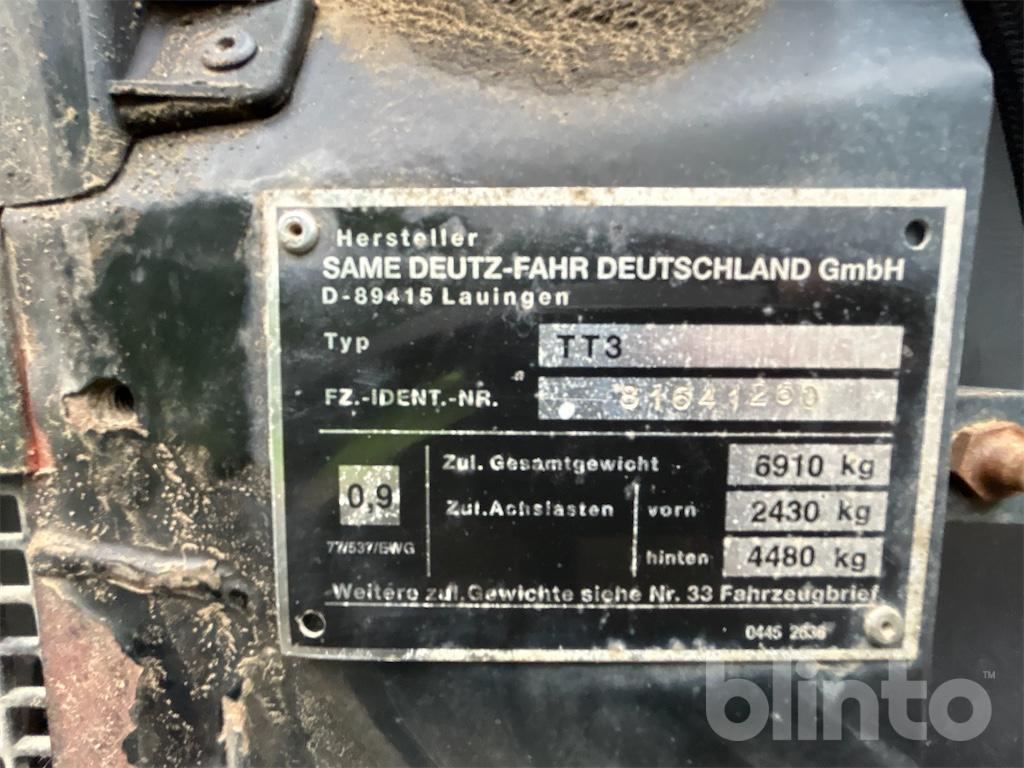 Hersteller
SAME DEUTZ-FAHR DEUTSCHLAND GmbH
D-89415 Lauingen
Typ TT3
FZ.-IDENT.-NR.
Zul. Gesamtgewicht 6910 kg
0,9 Zul. Achslasten vorn 2430 kg
77/537/EWG hinten 4480 kg
Weitere zul. Gewichte siehe Nr. 33 Fahrzeugbrief
0445 2636
blinto™